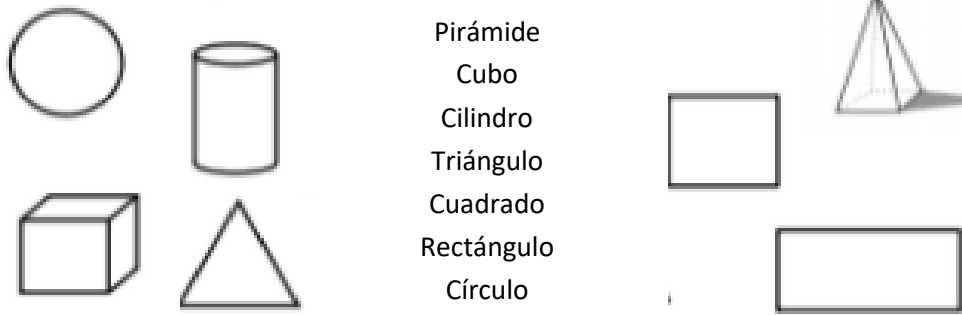 Pirámide
Cubo
Cilindro
Triángulo
Cuadrado
Rectángulo
Círculo